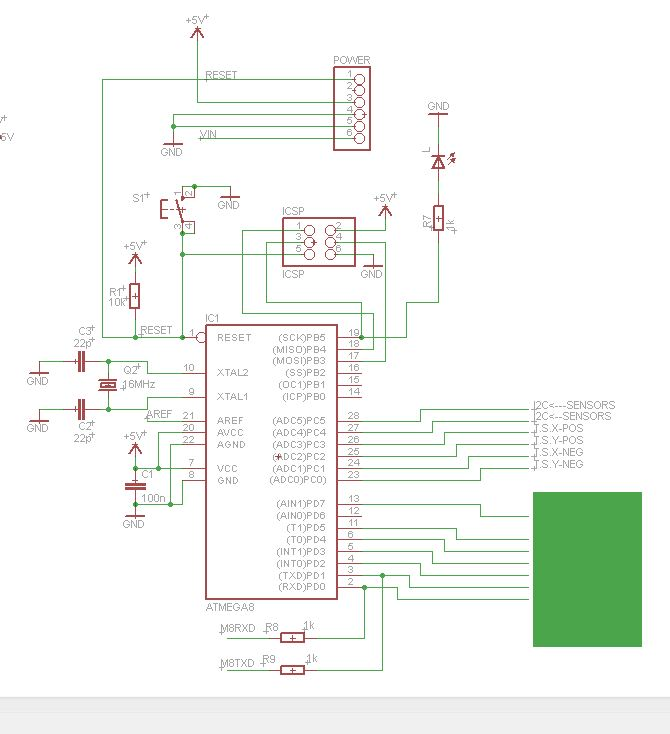 +5V
POWER
RESET
1
2
3
4
5
6
VIN
GND
GND
5V
S1
1
2
3
4
GND
ICSP
+5V
1
2
3
4
5
6
ICSP
GND
L
R7
1k
+5V
R1
10k
RESET
IC1
C3
22p
GND
Q2
16MHz
GND
C2
22p
AREF
+5V
C1
100n
GND
1 RESET (SCK)PB5 19
(MISO)PB4 18
(MOSI)PB3 17
10 XTAL2 (SS)PB2 16
(OC1)PB1 15
9 XTAL1 (ICP)PB0 14
21 AREF (ADC5)PC5 28
20 AVCC (ADC4)PC4 27
22 AGND (ADC3)PC3 26
(ADC2)PC2 25
7 VCC (ADC1)PC1 24
8 GND (ADC0)PC0 23
(AIN1)PD7 13
(AIN0)PD6 12
(T1)PD5 11
(T0)PD4 6
(INT1)PD3 5
(INT0)PD2 4
(TXD)PD1 3
(RXD)PD0 2
ATMEGA8
I2C<---SENSORS
I2C<---SENSORS
T.S.X-POS
T.S.Y-POS
T.S.X-NEG
T.S.Y-NEG
M8RXD R8 1k
M8TXD R9 1k